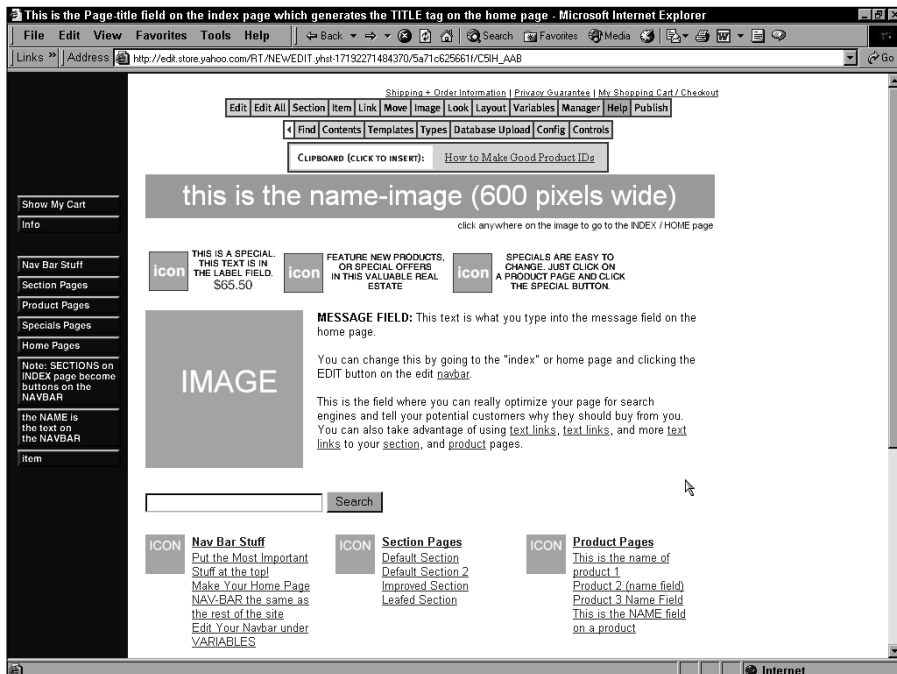 This is the Page-title field on the index page which generates the TITLE tag on the home page - Microsoft Internet Explorer
File Edit View Favorites Tools Help
Back Search Favorites Media
Links » Address http://edit.store.yahoo.com/RT/NEWEDIT.yhst-17192271484370/5a71c625661f/C5IH_AAB Go
Shipping + Order Information | Privacy Guarantee | My Shopping Cart / Checkout
Edit Edit All Section Item Link Move Image Look Layout Variables Manager Help Publish
Find Contents Templates Types Database Upload Config Controls
CLIPBOARD (CLICK TO INSERT): How to Make Good Product IDs
this is the name-image (600 pixels wide)
click anywhere on the image to go to the INDEX / HOME page
Show My Cart
Info
Nav Bar Stuff
Section Pages
Product Pages
Specials Pages
Home Pages
Note: SECTIONS on
INDEX page become
buttons on the
NAVBAR
the NAME is
the text on
the NAVBAR
item
icon
THIS IS A SPECIAL.
THIS TEXT IS IN
THE LABEL FIELD.
$65.50
icon
FEATURE NEW PRODUCTS,
OR SPECIAL OFFERS
IN THIS VALUABLE REAL
ESTATE
icon
SPECIALS ARE EASY TO
CHANGE. JUST CLICK ON
A PRODUCT PAGE AND CLICK
THE SPECIAL BUTTON.
IMAGE
MESSAGE FIELD: This text is what you type into the message field on the
home page.
You can change this by going to the "index" or home page and clicking the
EDIT button on the edit navbar.
This is the field where you can really optimize your page for search
engines and tell your potential customers why they should buy from you.
You can also take advantage of using text links, text links, and more text
links to your section, and product pages.
Search
ICON
Nav Bar Stuff
Put the Most Important
Stuff at the top!
Make Your Home Page
NAV-BAR the same as
the rest of the site
Edit Your Navbar under
VARIABLES
ICON
Section Pages
Default Section
Default Section 2
Improved Section
Leafed Section
ICON
Product Pages
This is the name of
product 1
Product 2 (name field)
Product 3 Name Field
This is the NAME field
on a product
Internet